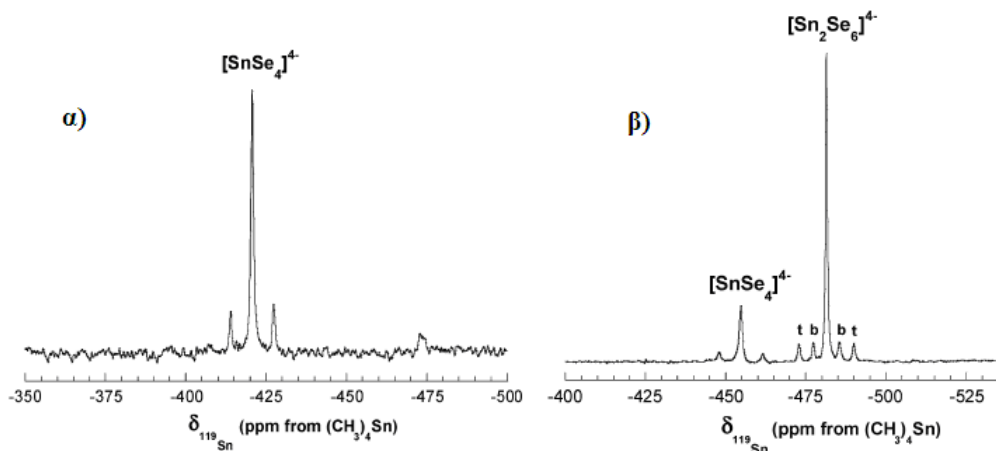 [SnSe₄]⁴⁻
α)
-350 -375 -400 -425 -450 -475 -500
δ₁₁₉Sn (ppm from (CH₃)₄Sn)
[Sn₂Se₆]⁴⁻
β)
[SnSe₄]⁴⁻
t b b t
-400 -425 -450 -475 -500 -525
δ₁₁₉Sn (ppm from (CH₃)₄Sn)